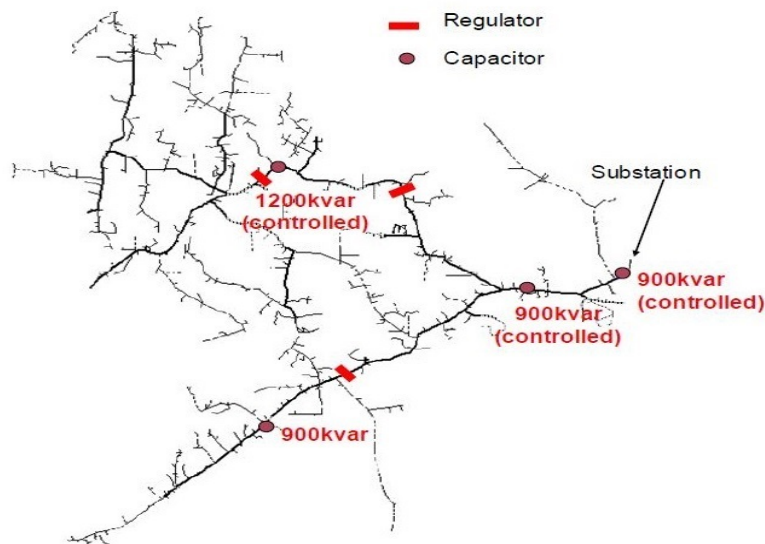 Regulator
Capacitor
Substation
1200kvar
(controlled)
900kvar
(controlled)
900kvar
(controlled)
900kvar